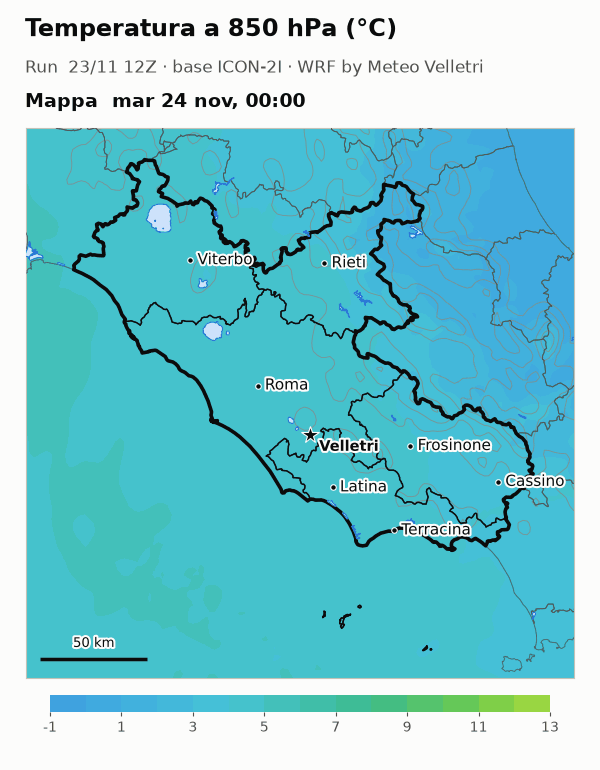 Temperatura a 850 hPa (°C)
Run  23/11 12Z · base ICON-2I · WRF by Meteo Velletri
Mappa  mar 24 nov, 00:00
Viterbo
Rieti
Roma
Velletri
Frosinone
Cassino
Latina
Terracina
50 km
-1 1 3 5 7 9 11 13